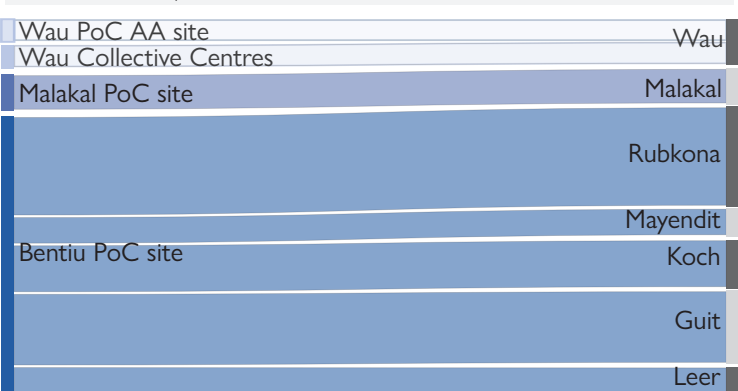 Wau PoC AA site
Wau
Wau Collective Centres
Malakal PoC site
Malakal
Rubkona
Mayendit
Bentiu PoC site
Koch
Guit
Leer